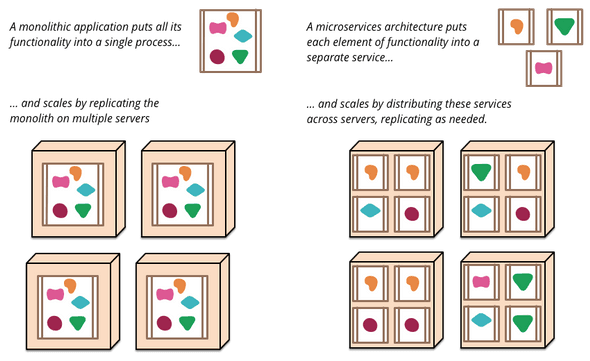 A monolithic application puts all its
functionality into a single process...
... and scales by replicating the
monolith on multiple servers
A microservices architecture puts
each element of functionality into a
separate service...
... and scales by distributing these services
across servers, replicating as needed.